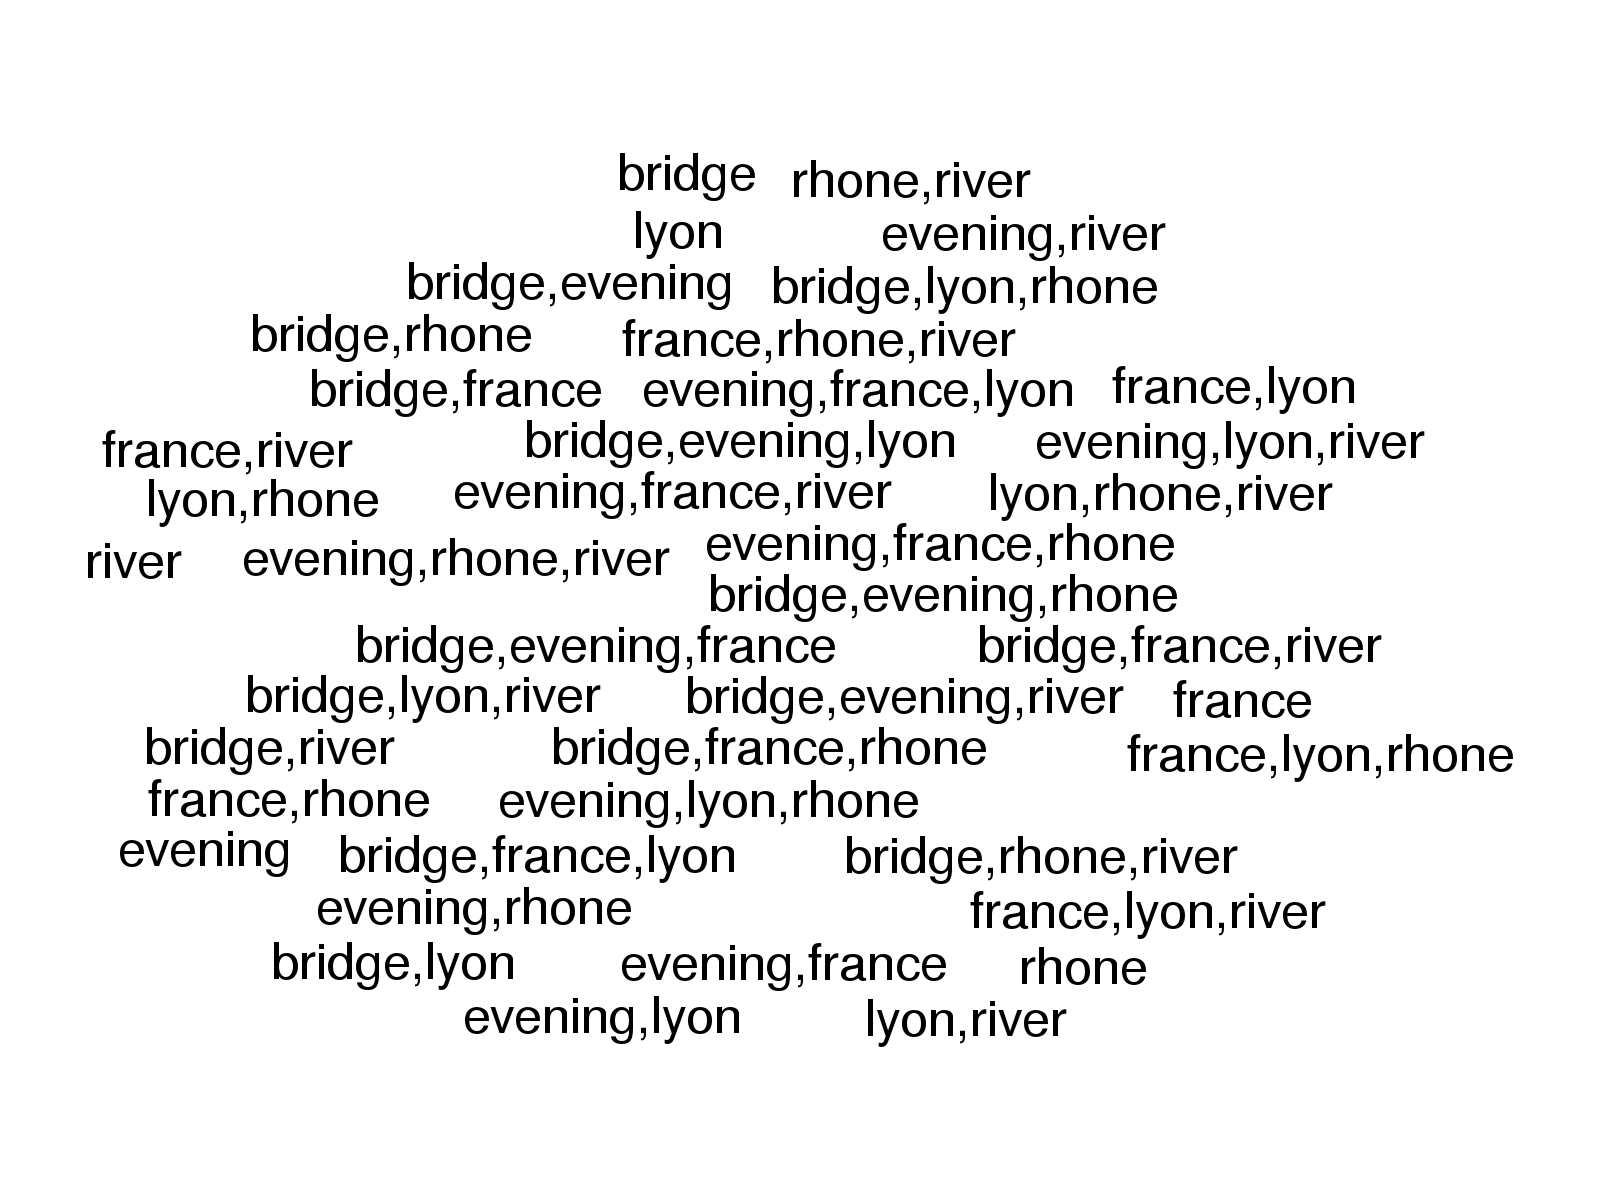 bridge rhone,river
lyon evening,river
bridge,evening bridge,lyon,rhone
bridge,rhone france,rhone,river
bridge,france evening,france,lyon france,lyon
france,river bridge,evening,lyon evening,lyon,river
lyon,rhone evening,france,river lyon,rhone,river
river evening,rhone,river evening,france,rhone
bridge,evening,rhone
bridge,evening,france bridge,france,river
bridge,lyon,river bridge,evening,river france
bridge,river bridge,france,rhone france,lyon,rhone
france,rhone evening,lyon,rhone
evening bridge,france,lyon bridge,rhone,river
evening,rhone france,lyon,river
bridge,lyon evening,france rhone
evening,lyon lyon,river